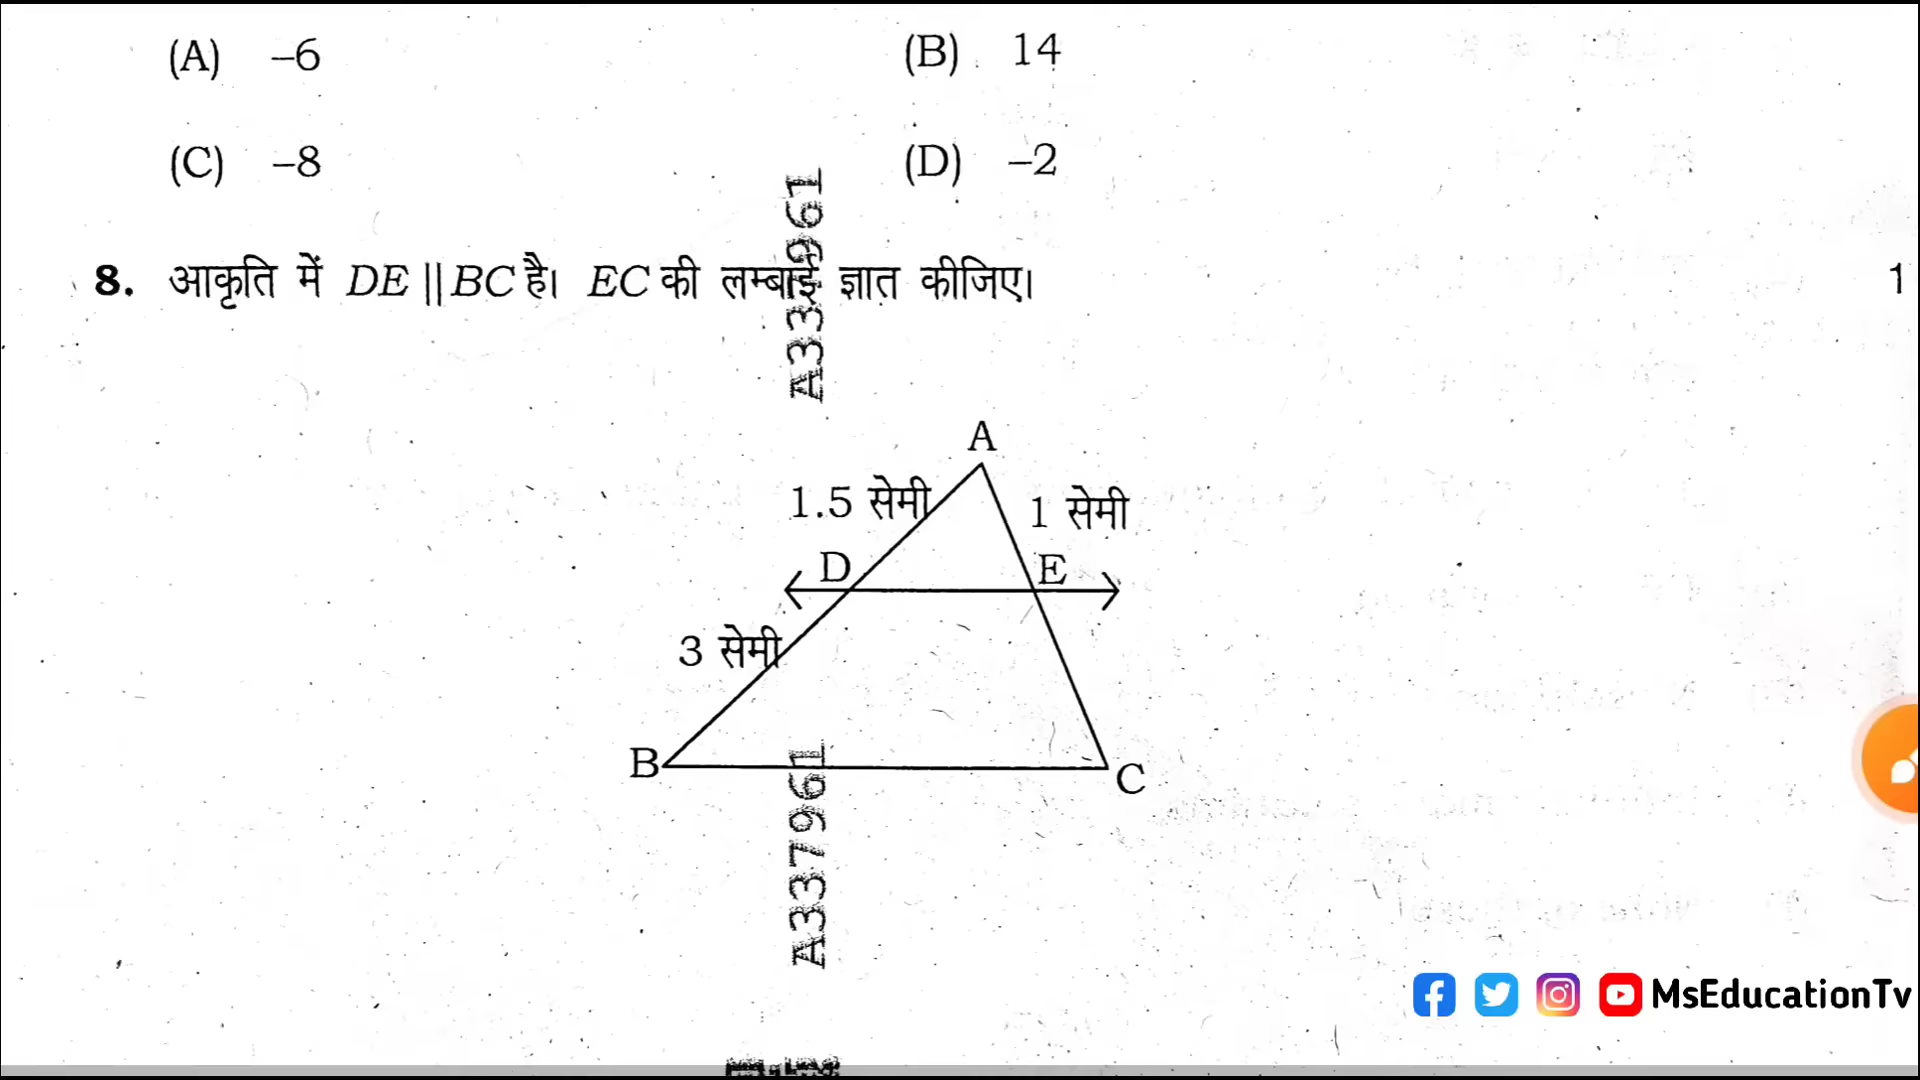 (A) –6 (B) 14
(C) –8 (D) –2
8. आकृति में DE || BC है। EC की लम्बाई ज्ञात कीजिए। 1
A337961
A
1.5 सेमी 1 सेमी
D E
3 सेमी
B C
A337961
MsEducationTv